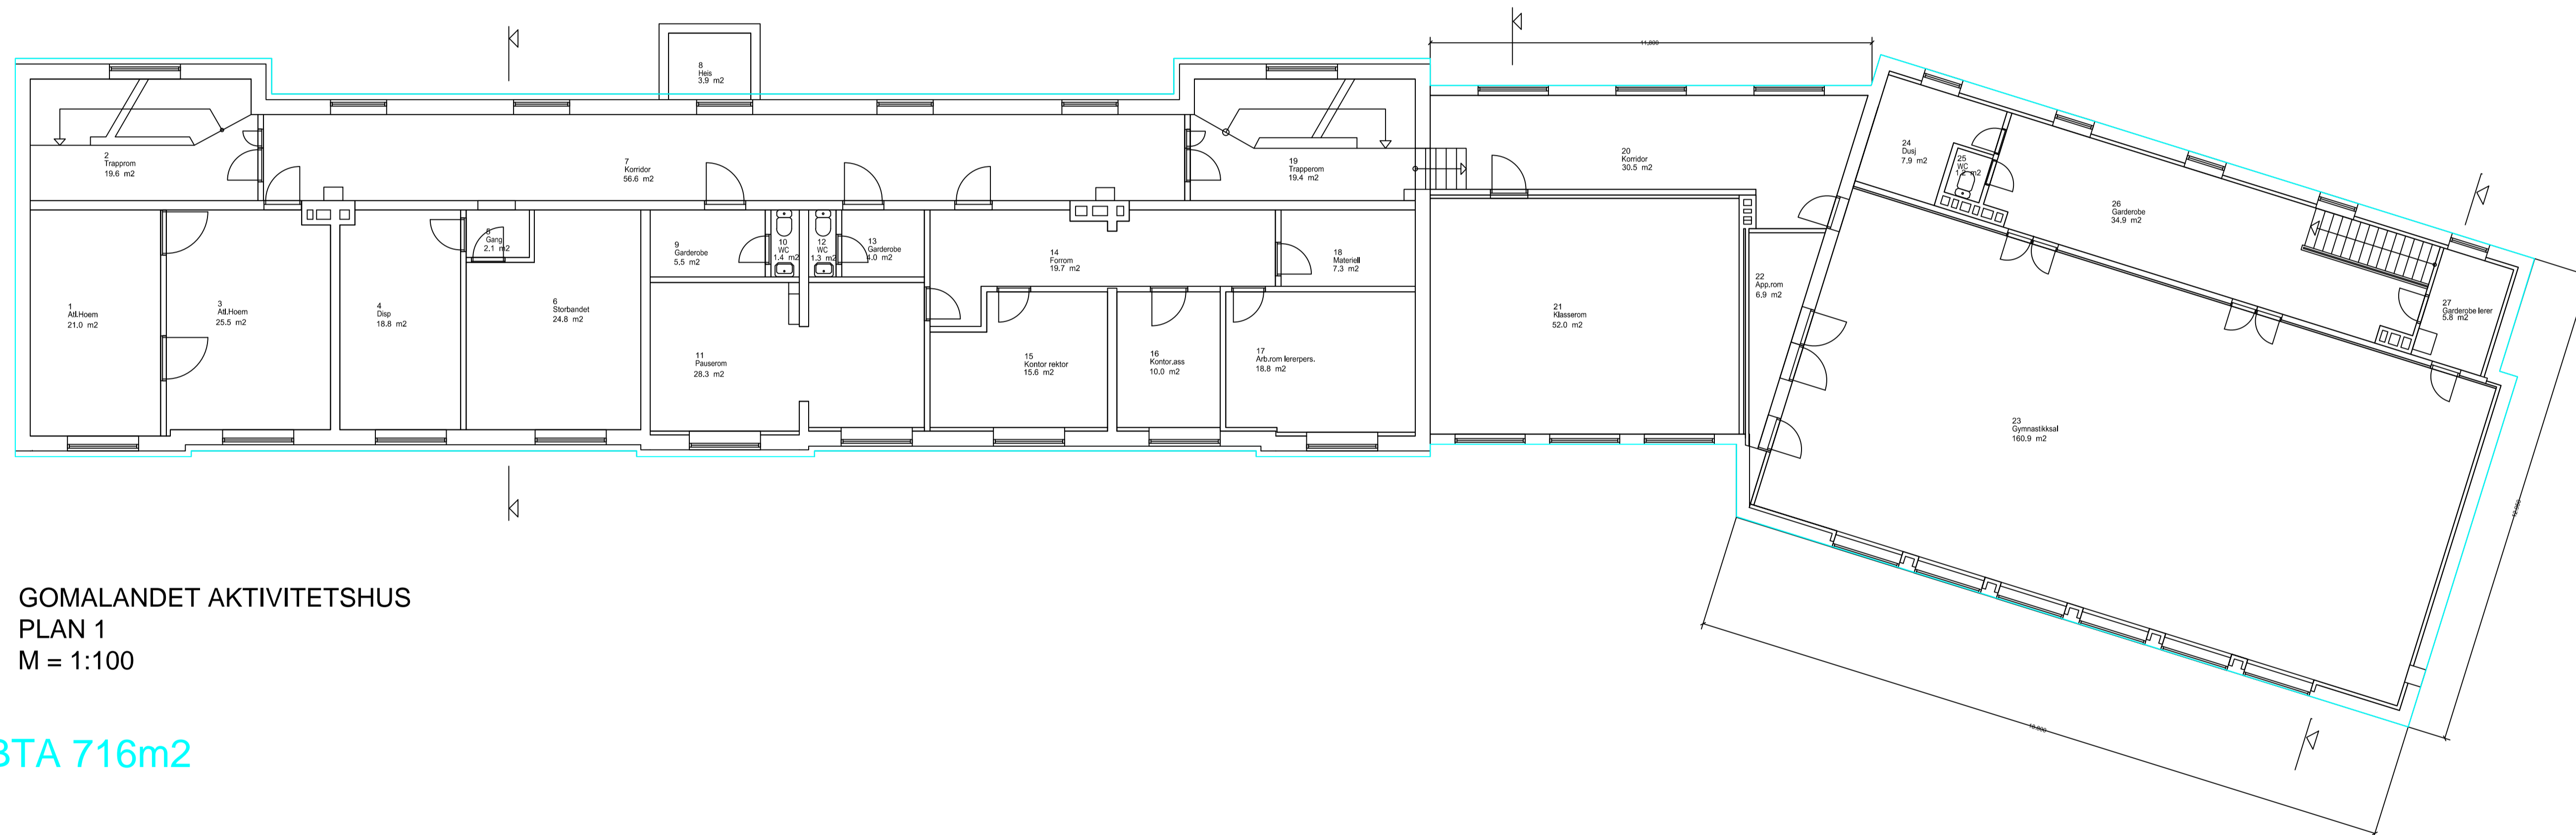 11,800
8
Heis
3,9 m2
2
Trapprom
19.6 m2
7
Korridor
56.6 m2
19
Trapperom
19.4 m2
20
Korridor
30.5 m2
24
Dusj
7.9 m2
25
WC
1.2 m2
26
Garderobe
34.9 m2
5
Gang
2,1 m2
9
Garderobe
5,5 m2
10
WC
1.4 m2
12
WC
1.3 m2
13
Garderobe
4.0 m2
14
Forrom
19.7 m2
18
Materiell
7.3 m2
22
App.rom
6.9 m2
27
Garderobe lerer
5.8 m2
1
Atl.Hoem
21.0 m2
3
Atl.Hoem
25.5 m2
4
Disp
18.8 m2
6
Storbandet
24.8 m2
11
Pauserom
28.3 m2
15
Kontor rektor
15.6 m2
16
Kontor.ass
10.0 m2
17
Arb.rom lererpers.
18.8 m2
21
Klasserom
52.0 m2
23
Gymnastikksal
160.9 m2
GOMALANDET AKTIVITETSHUS
PLAN 1
M = 1:100
BTA 716m2